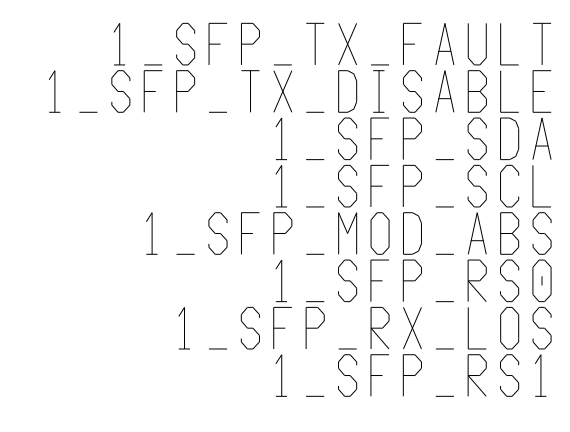 1_SFP_TX_FAULT
1_SFP_TX_DISABLE
1_SFP_SDA
1_SFP_SCL
1_SFP_MOD_ABS
1_SFP_RS0
1_SFP_RX_LOS
1_SFP_RS1